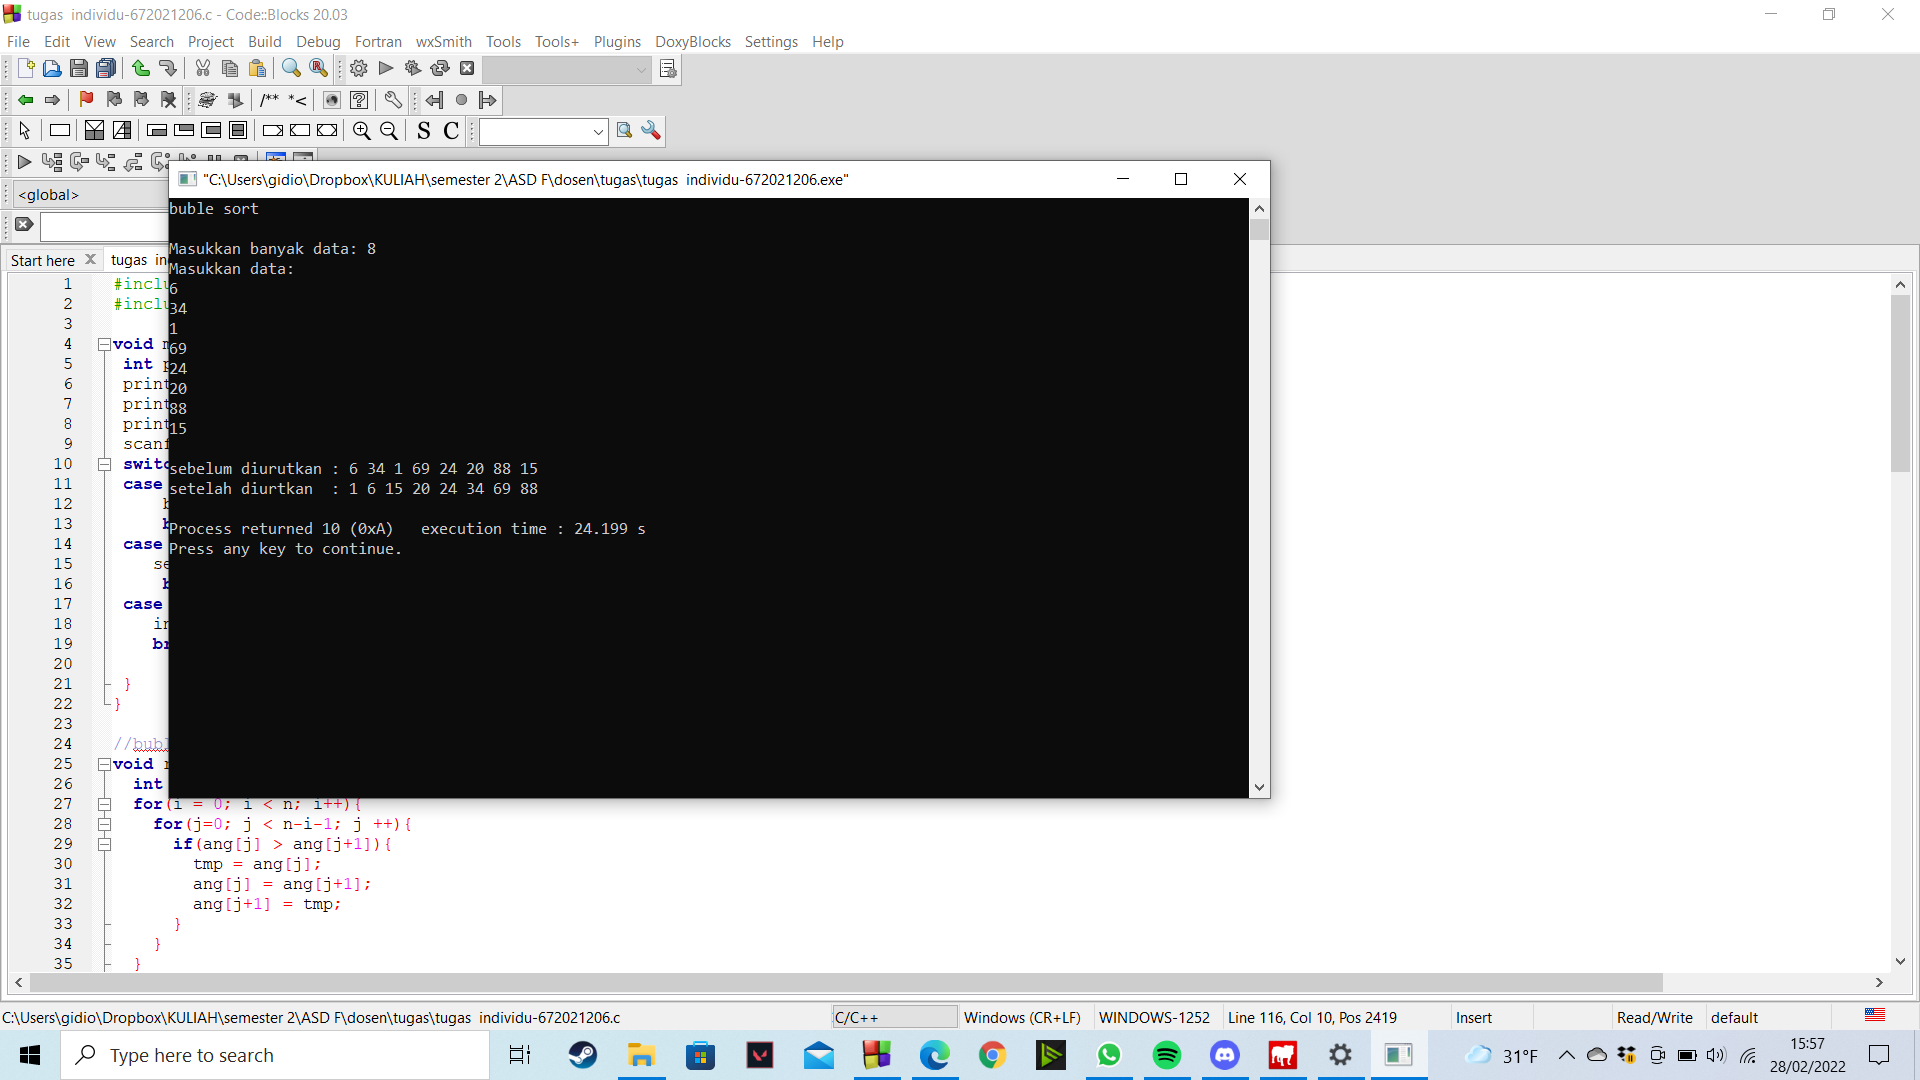 tugas  individu-672021206.c - Code::Blocks 20.03
File Edit View Search Project Build Debug Fortran wxSmith Tools Tools+ Plugins DoxyBlocks Settings Help
/** *<
S C
<global>
"C:\Users\gidio\Dropbox\KULIAH\semester 2\ASD F\dosen\tugas\tugas  individu-672021206.exe"
buble sort
Masukkan banyak data: 8
Masukkan data:
6
34
1
69
24
20
88
15
sebelum diurutkan : 6 34 1 69 24 20 88 15
setelah diurtkan  : 1 6 15 20 24 34 69 88
Process returned 10 (0xA)   execution time : 24.199 s
Press any key to continue.
Start here tugas in
1 #inclu
2 #inclu
3
4 void
5 int
6 print
7 print
8 print
9 scanf
10 switc
11 case
12
13
14 case
15 se
16
17 case
18 in
19 br
20
21 }
22 }
23
24 //bubl
25 void
26 int
27 for(i = 0; i < n; i++){
28 for(j=0; j < n-i-1; j ++){
29 if(ang[j] > ang[j+1]){
30 tmp = ang[j];
31 ang[j] = ang[j+1];
32 ang[j+1] = tmp;
33 }
34 }
35 }
C:\Users\gidio\Dropbox\KULIAH\semester 2\ASD F\dosen\tugas\tugas  individu-672021206.c C/C++ Windows (CR+LF) WINDOWS-1252 Line 116, Col 10, Pos 2419 Insert Read/Write default
Type here to search
31°F
15:57
28/02/2022